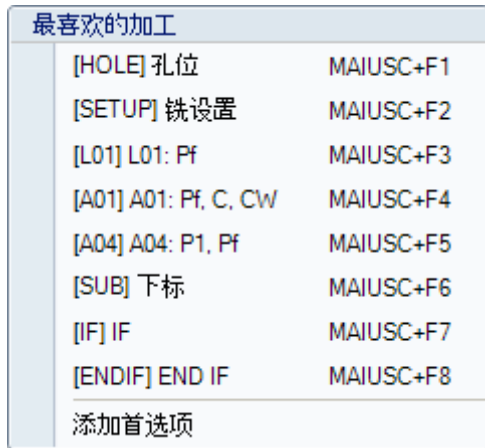 最喜欢的加工
[HOLE] 孔位 MAIUSC+F1
[SETUP] 铣设置 MAIUSC+F2
[L01] L01: Pf MAIUSC+F3
[A01] A01: Pf, C, CW MAIUSC+F4
[A04] A04: P1, Pf MAIUSC+F5
[SUB] 下标 MAIUSC+F6
[IF] IF MAIUSC+F7
[ENDIF] END IF MAIUSC+F8
添加首选项